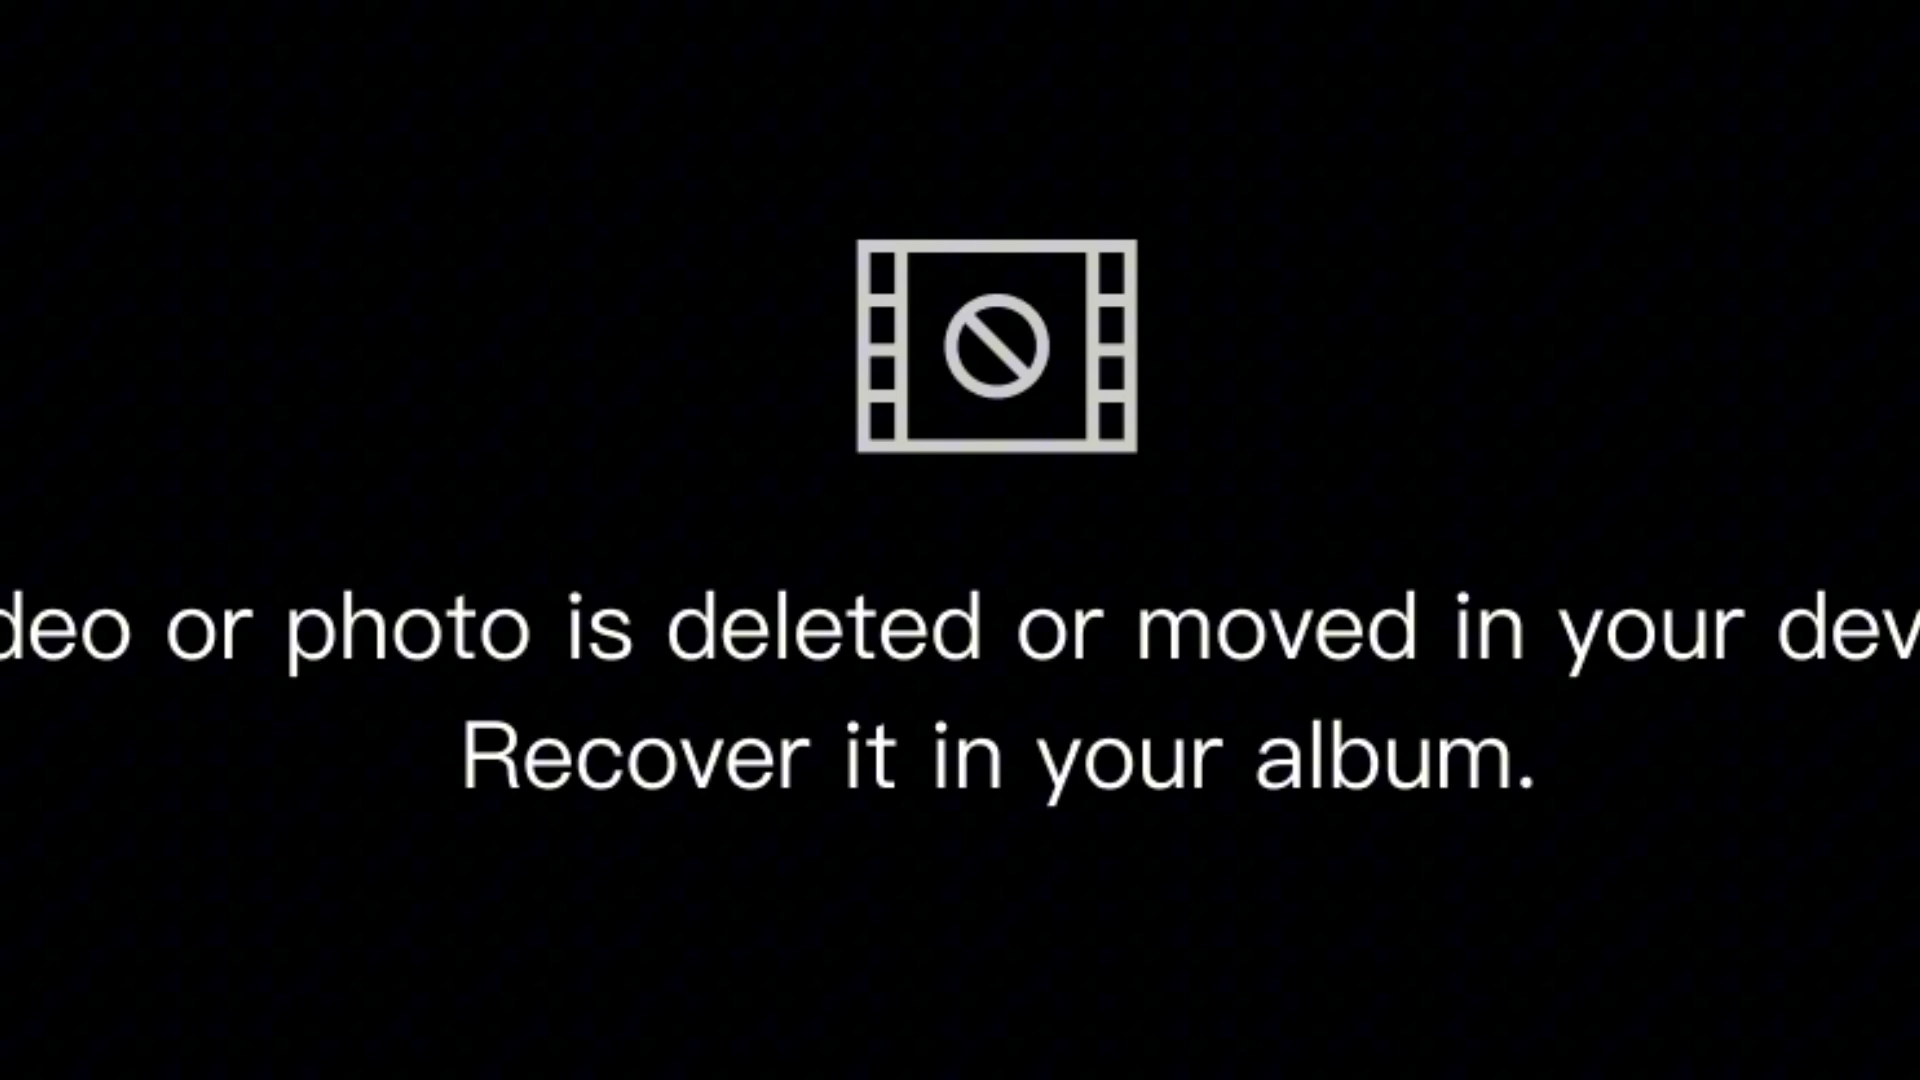 deo or photo is deleted or moved in your dev
Recover it in your album.